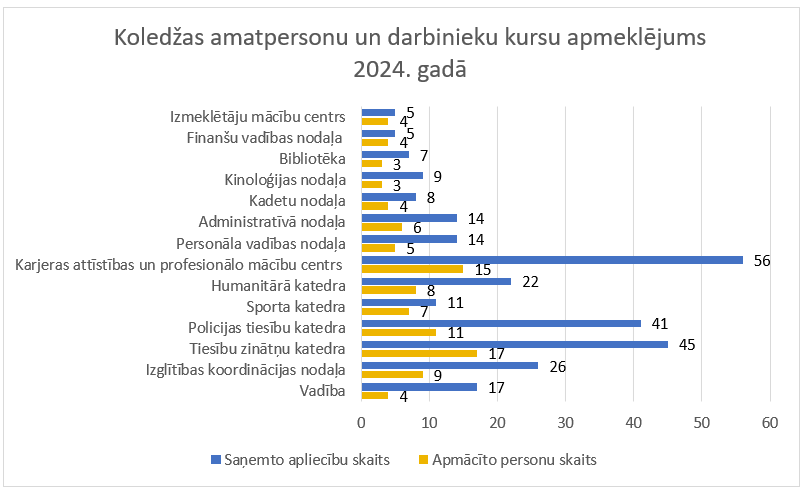 Koledžas amatpersonu un darbinieku kursu apmeklējums
2024. gadā
Izmeklētāju mācību centrs 5 4
Finanšu vadības nodaļa 5 4
Bibliotēka 7 3
Kinoloģijas nodaļa 9 3
Kadetu nodaļa 8 4
Administratīvā nodaļa 14 6
Personāla vadības nodaļa 14 5
Karjeras attīstības un profesionālo mācību centrs 56 15
Humanitārā katedra 22 8
Sporta katedra 11 7
Policijas tiesību katedra 41 11
Tiesību zinātņu katedra 45 17
Izglītības koordinācijas nodaļa 26 9
Vadība 17 4
0 10 20 30 40 50 60
Saņemto apliecību skaits Apmācīto personu skaits